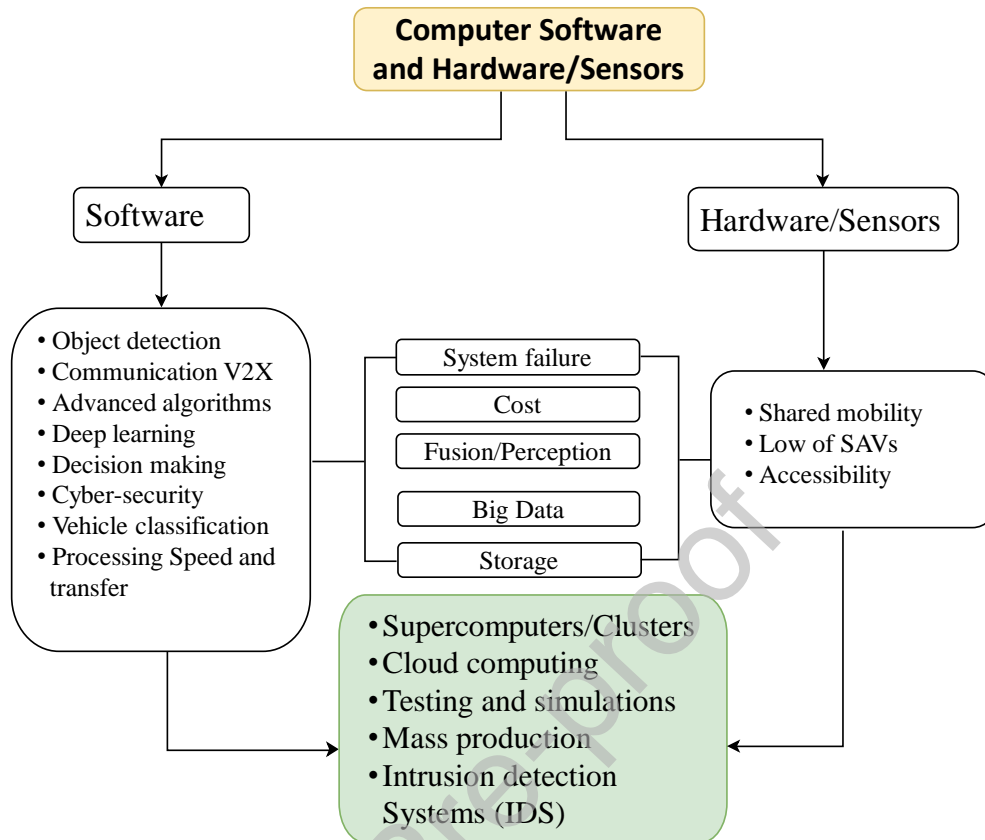 Computer Software
and Hardware/Sensors
Software
Hardware/Sensors
• Object detection
• Communication V2X
• Advanced algorithms
• Deep learning
• Decision making
• Cyber-security
• Vehicle classification
• Processing Speed and
transfer
System failure
Cost
Fusion/Perception
Big Data
Storage
• Shared mobility
• Low of SAVs
• Accessibility
• Supercomputers/Clusters
• Cloud computing
• Testing and simulations
• Mass production
• Intrusion detection
Systems (IDS)
re-proof